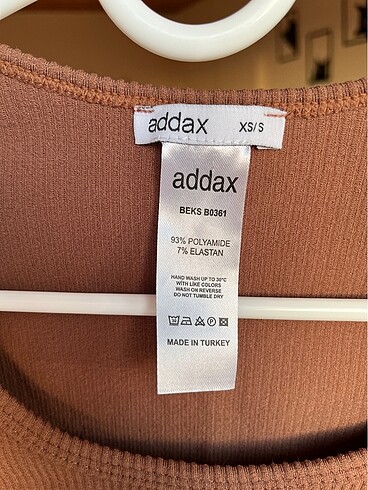 addax XS/S
addax
BEKS B0361
93% POLYAMIDE
7% ELASTAN
HAND WASH UP TO 30°C
WITH LIKE COLORS
WASH ON REVERSE
DO NOT TUMBLE DRY
MADE IN TURKEY